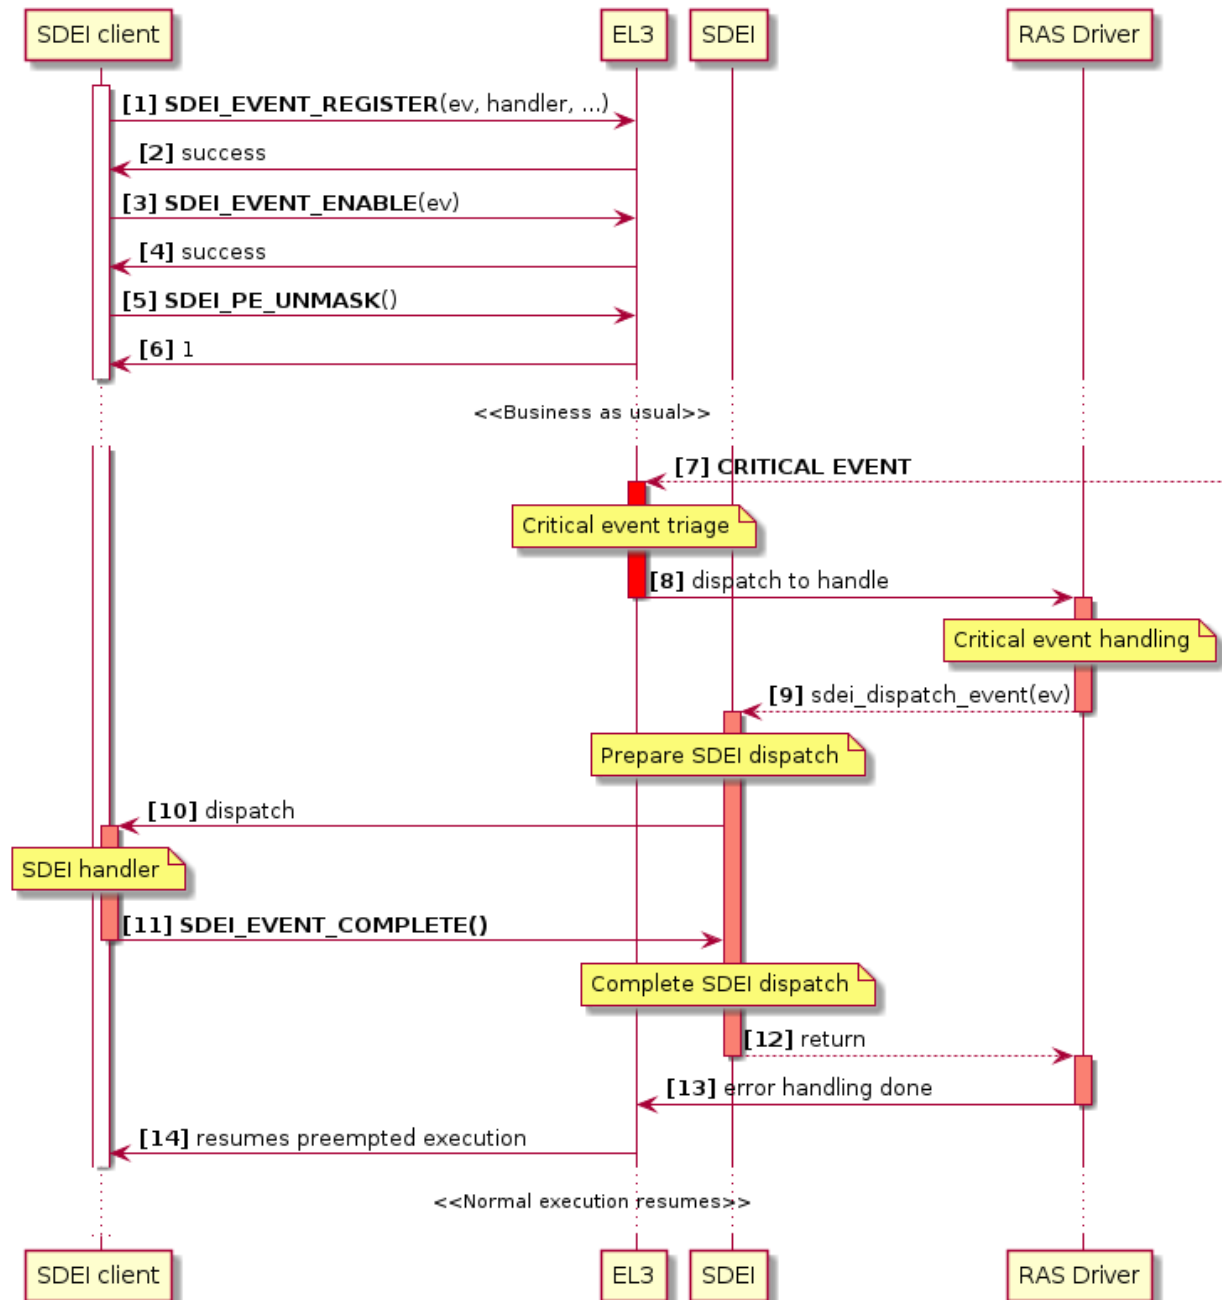 SDEI client
EL3
SDEI
RAS Driver
[1] SDEI_EVENT_REGISTER(ev, handler, ...)
[2] success
[3] SDEI_EVENT_ENABLE(ev)
[4] success
[5] SDEI_PE_UNMASK()
[6] 1
<<Business as usual>>
[7] CRITICAL EVENT
Critical event triage
[8] dispatch to handle
Critical event handling
[9] sdei_dispatch_event(ev)
Prepare SDEI dispatch
[10] dispatch
SDEI handler
[11] SDEI_EVENT_COMPLETE()
Complete SDEI dispatch
[12] return
[13] error handling done
[14] resumes preempted execution
<<Normal execution resumes>>
SDEI client
EL3
SDEI
RAS Driver